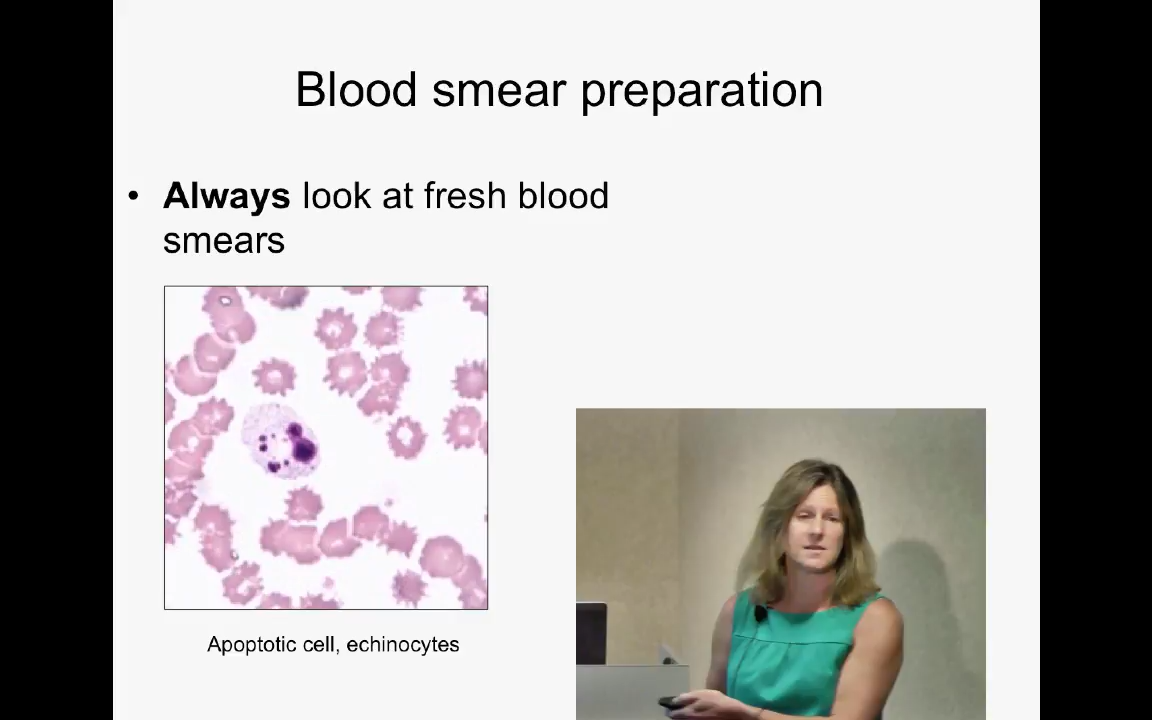 Blood smear preparation
• Always look at fresh blood
smears
Apoptotic cell, echinocytes